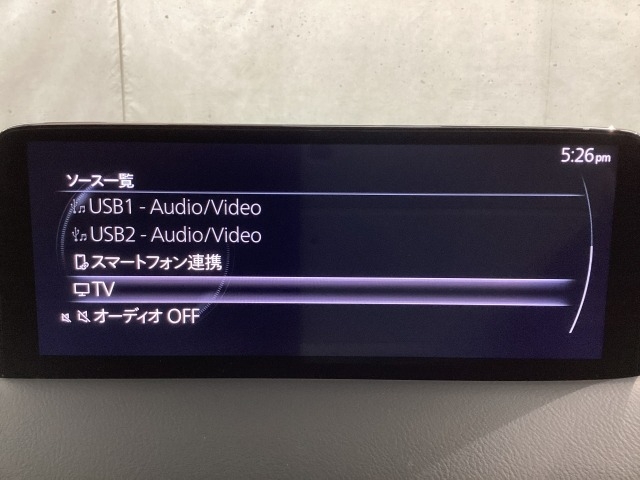 5:26pm
ソース一覧
USB1 - Audio/Video
USB2 - Audio/Video
スマートフォン連携
TV
オーディオ OFF